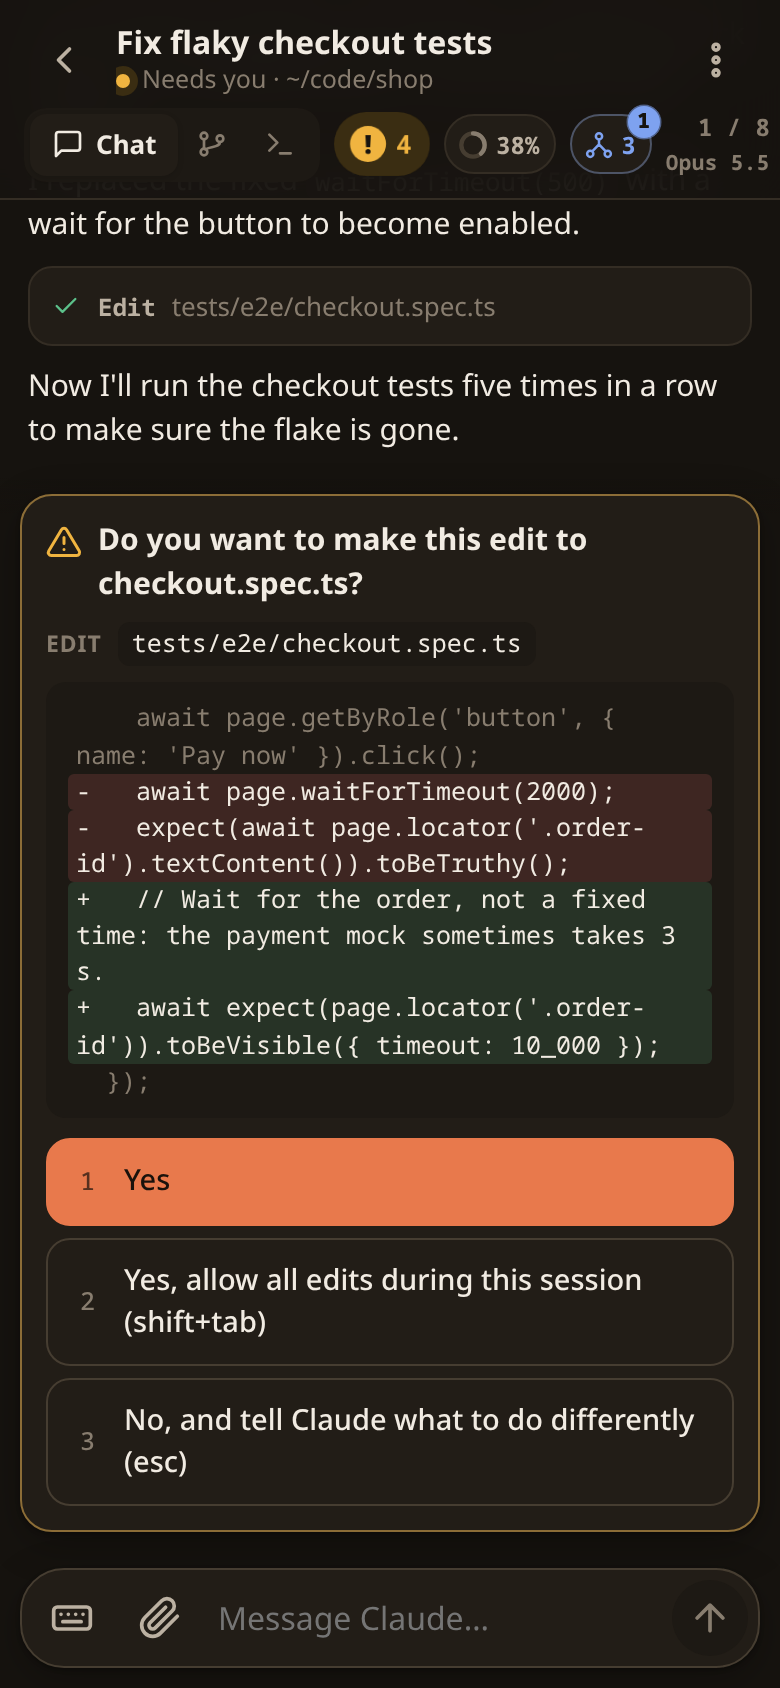 Fix flaky checkout tests
Needs you · ~/code/shop
Chat
! 4
38%
3
1
1 / 8
Opus 5.5
I replaced the fixed waitForTimeout(500) with a
wait for the button to become enabled.
Edit tests/e2e/checkout.spec.ts
Now I'll run the checkout tests five times in a row
to make sure the flake is gone.
Do you want to make this edit to
checkout.spec.ts?
EDIT tests/e2e/checkout.spec.ts
await page.getByRole('button', {
name: 'Pay now' }).click();
- await page.waitForTimeout(2000);
- expect(await page.locator('.order-
id').textContent()).toBeTruthy();
+ // Wait for the order, not a fixed
time: the payment mock sometimes takes 3
s.
+ await expect(page.locator('.order-
id')).toBeVisible({ timeout: 10_000 });
});
1 Yes
2 Yes, allow all edits during this session
(shift+tab)
3 No, and tell Claude what to do differently
(esc)
Message Claude...